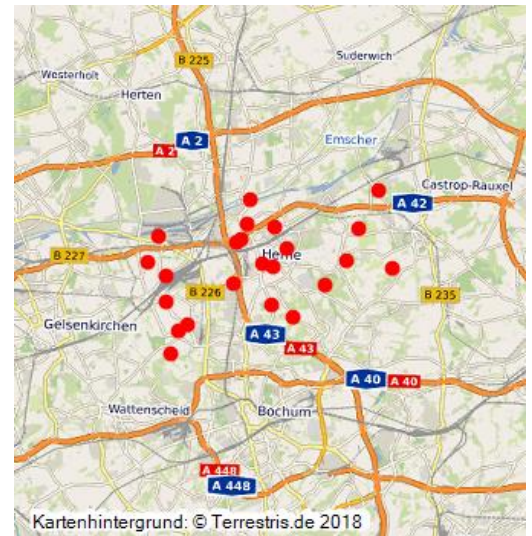 B 225
Suderwich
Westerholt
Herten
Emscher
A 2
A 2
Castrop-Rauxel
A 42
B 227
Herne
B 226
B 235
Gelsenkirchen
A 43
A 43
A 40
A 40
Wattenscheid
Bochum
A 448
A 448
Kartenhintergrund: © Terrestris.de 2018